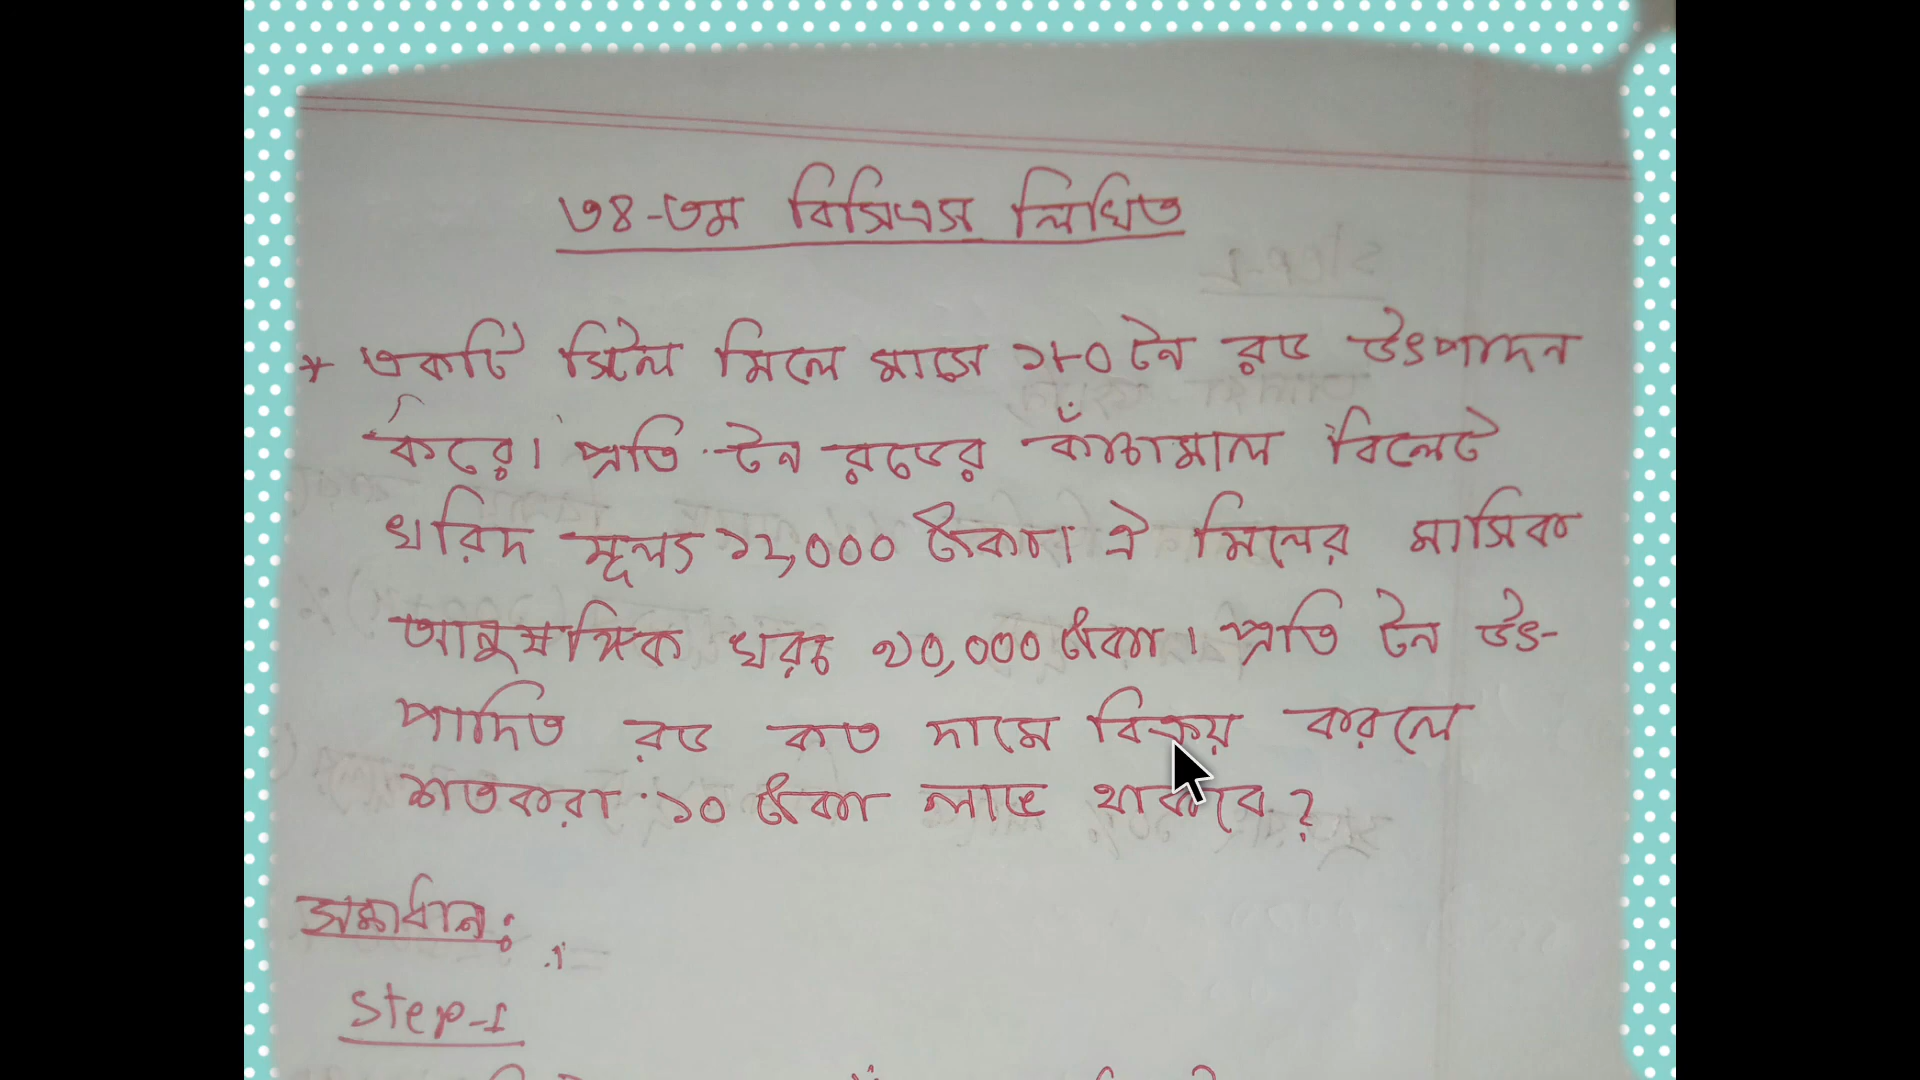 ৩৪-তম বিসিএস লিখিত
* একটি স্টিল মিলে মাসে ১৮০ টন রড উৎপাদন
করে। প্রতি টন রডের কাঁচামাল বিলেট
খরিদ মূল্য ১২,০০০ টাকা। ঐ মিলের মাসিক
আনুষঙ্গিক খরচ ২১০,০০০ টাকা। প্রতি টন উৎ-
পাদিত রড কত দামে বিক্রয় করলে
শতকরা ১০ টাকা লাভ থাকবে?
সমাধান:
Step-1